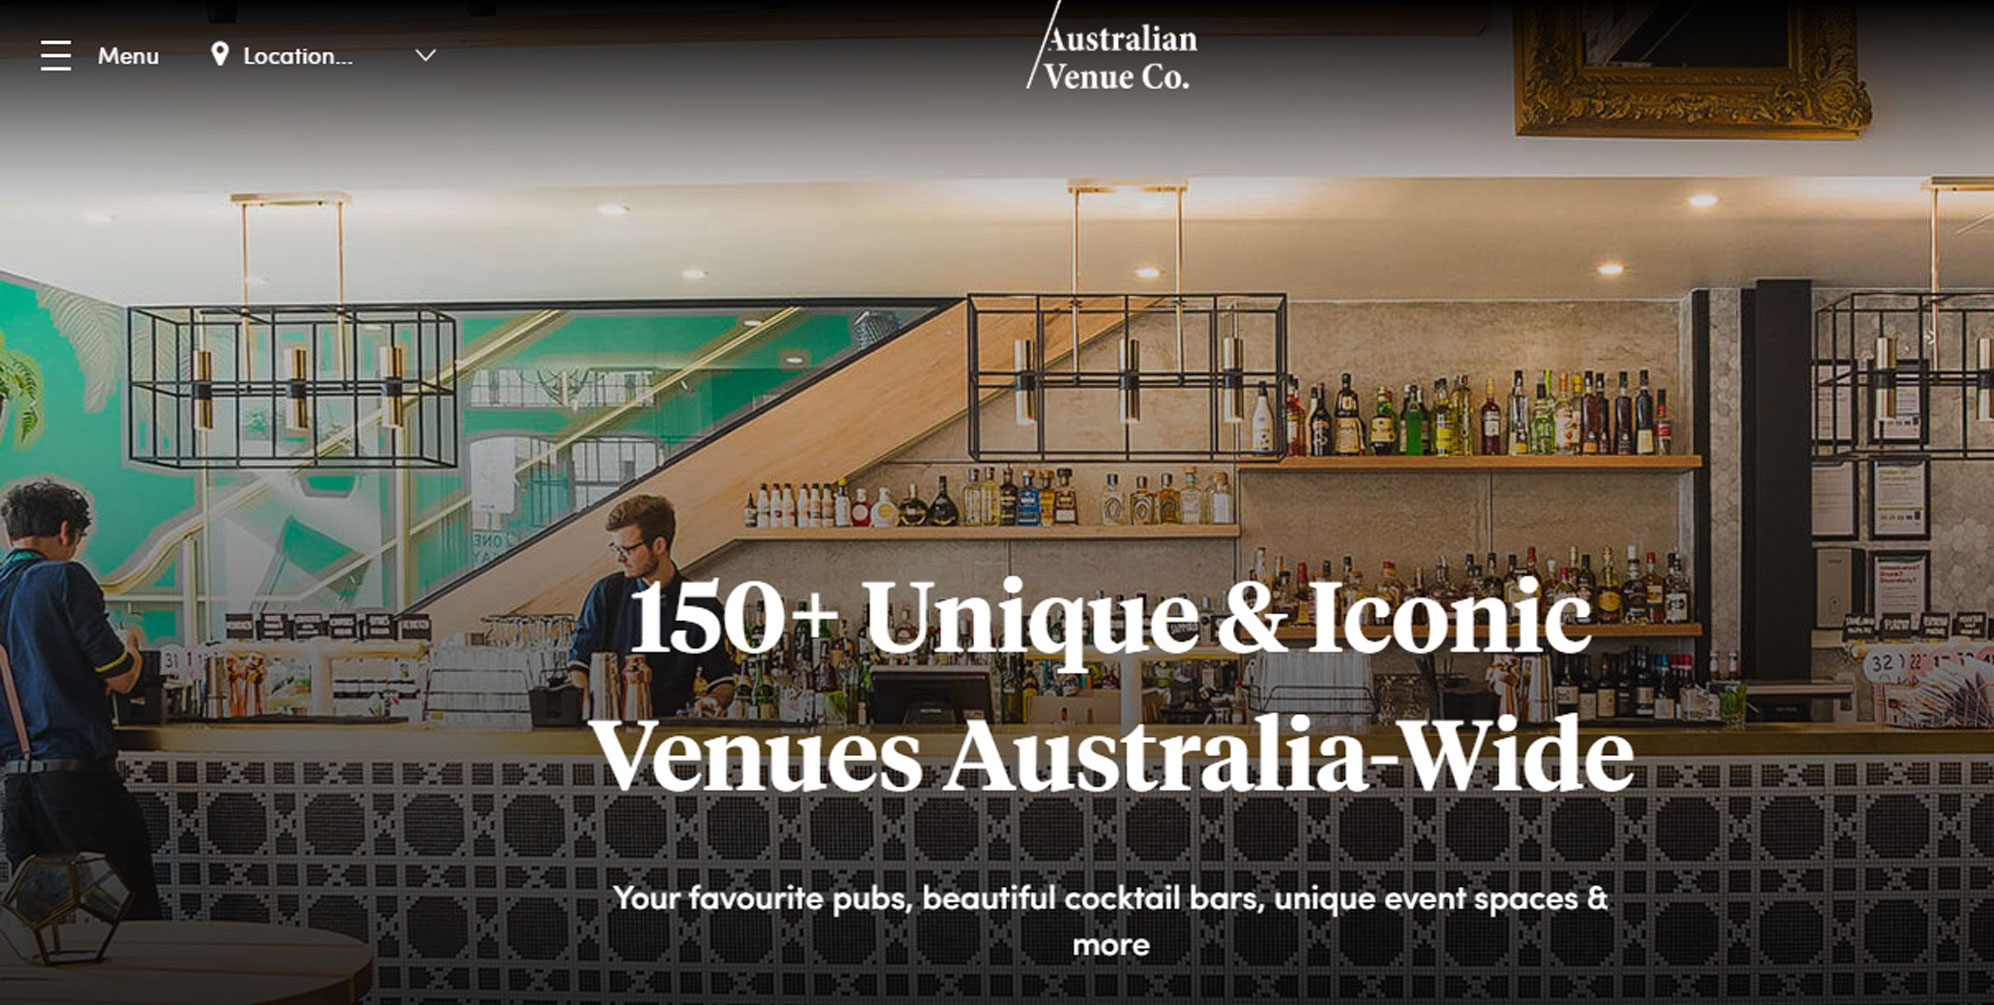 Menu
Location...
Australian
Venue Co.
150+ Unique & Iconic
Venues Australia-Wide
Your favourite pubs, beautiful cocktail bars, unique event spaces &
more
31